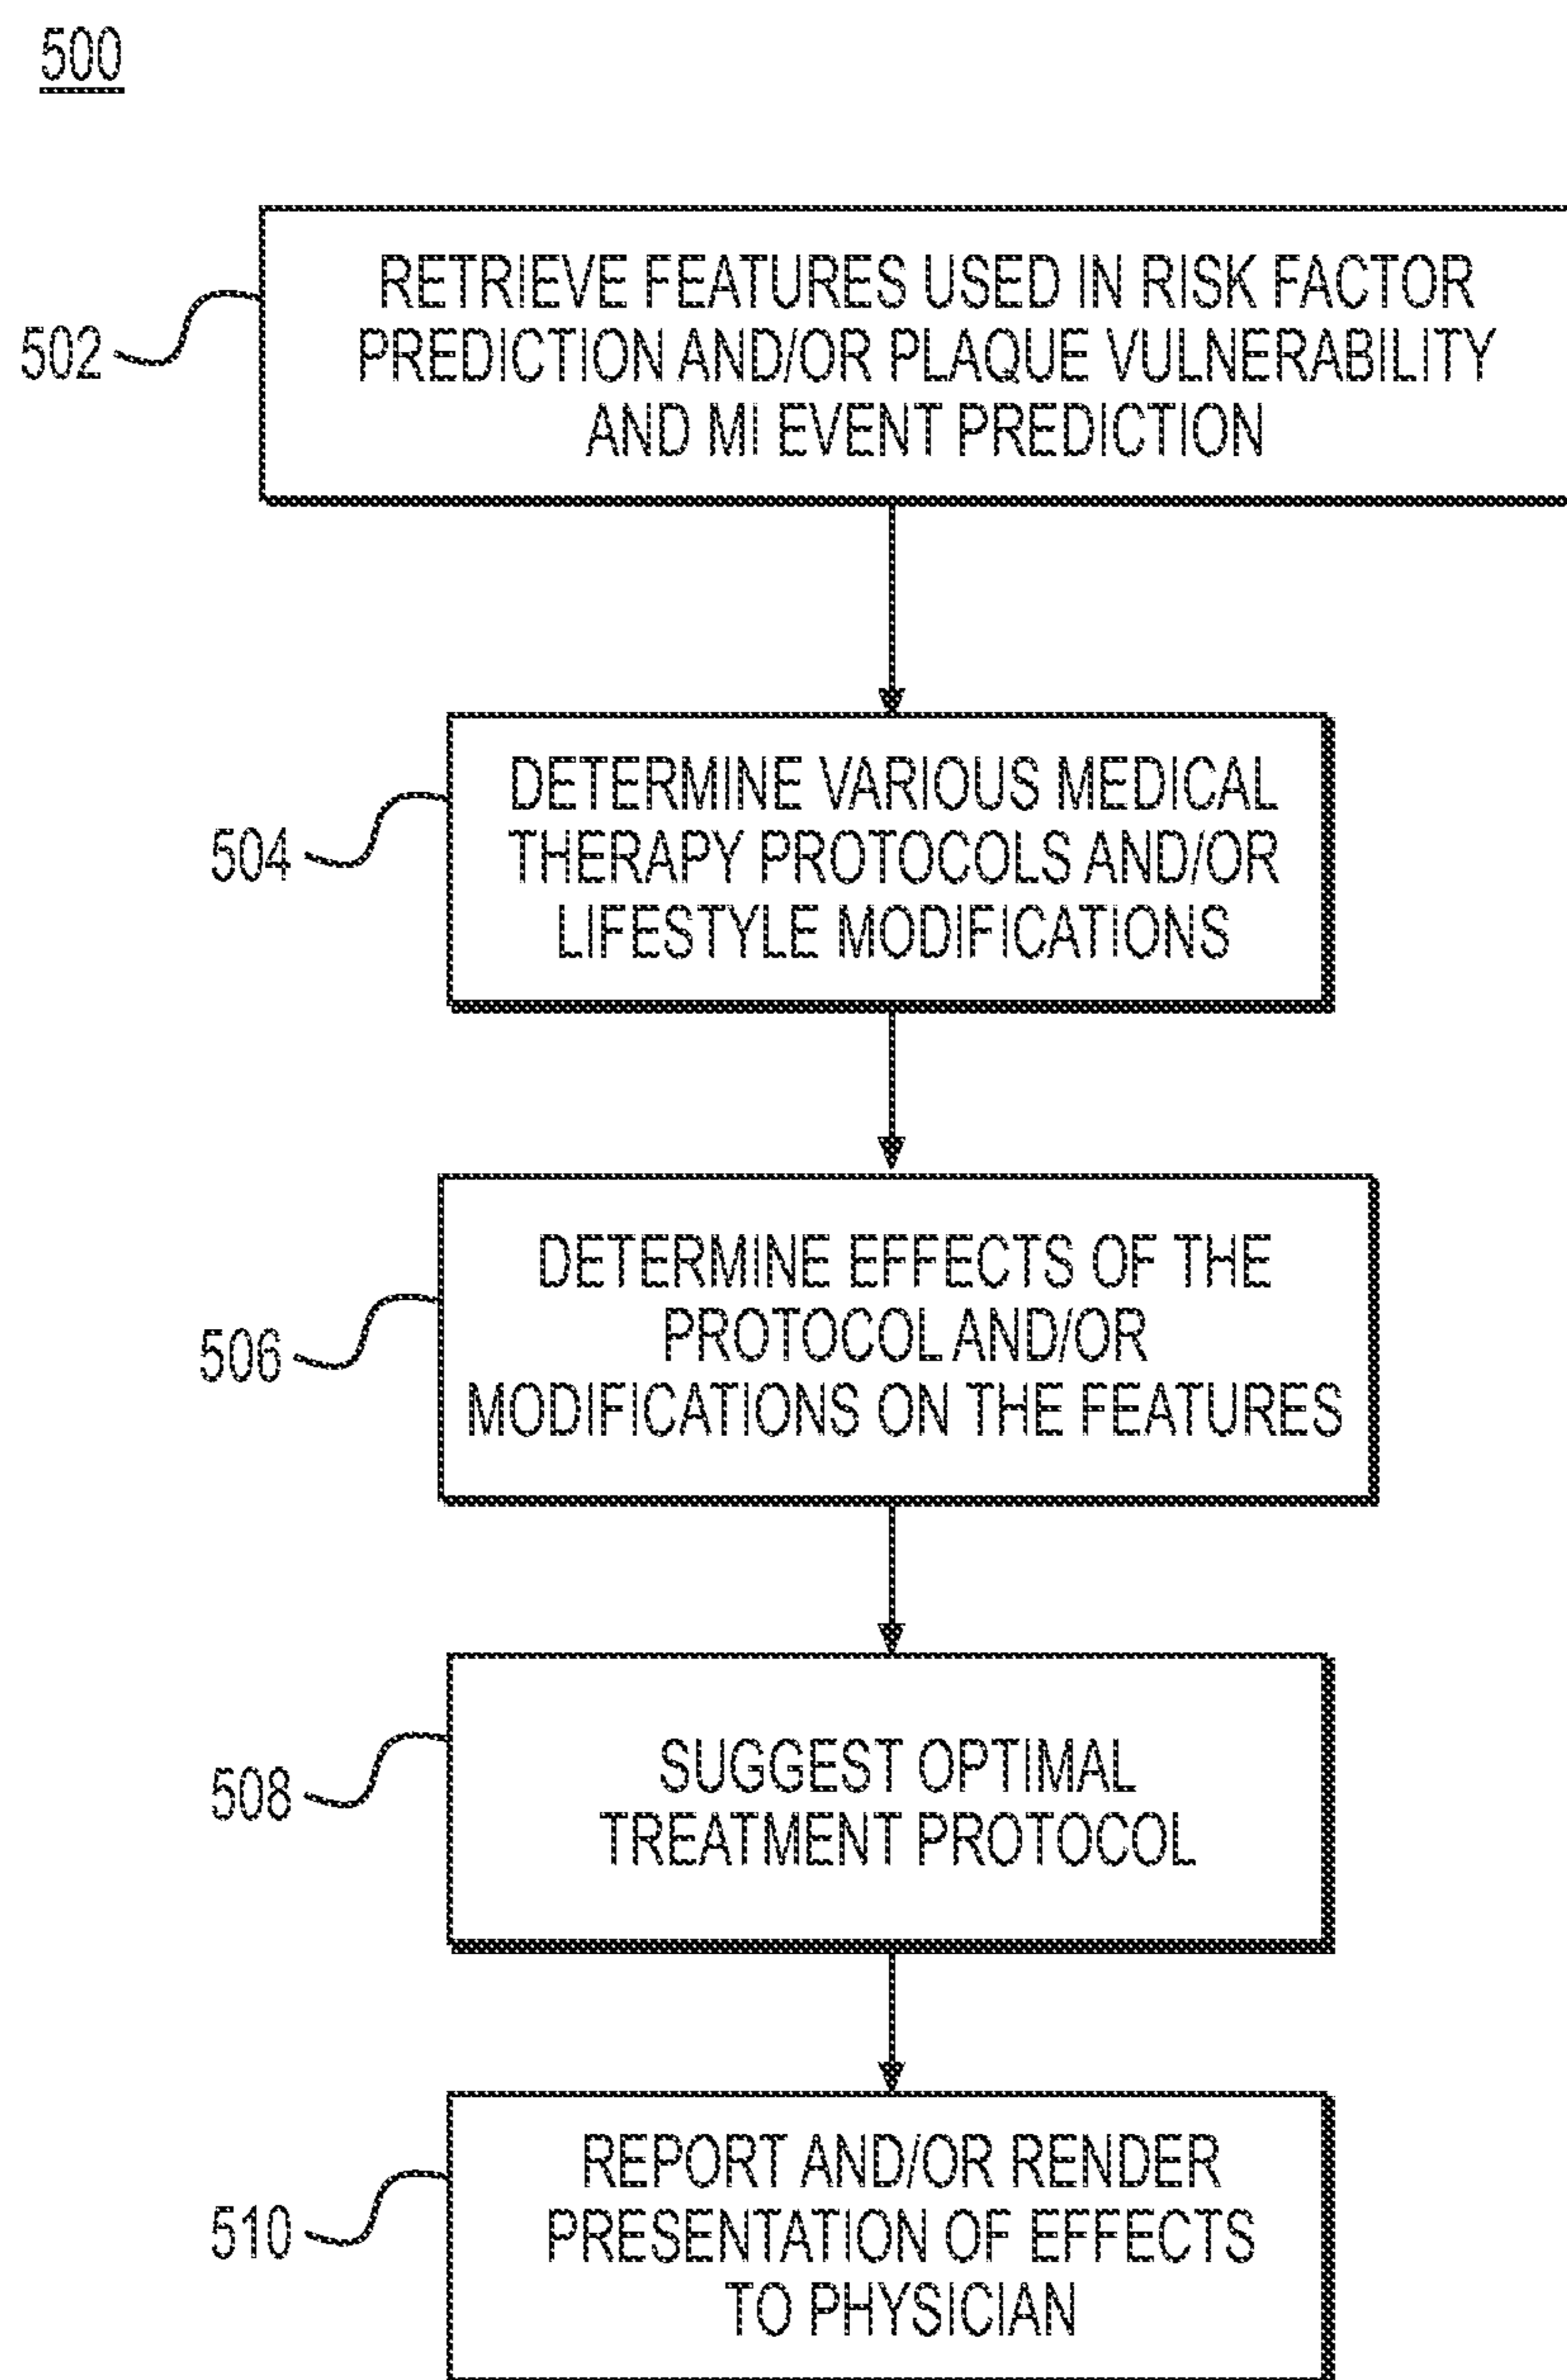 500
502
RETRIEVE FEATURES USED IN RISK FACTOR
PREDICTION AND/OR PLAQUE VULNERABILITY
AND MI EVENT PREDICTION
504
DETERMINE VARIOUS MEDICAL
THERAPY PROTOCOLS AND/OR
LIFESTYLE MODIFICATIONS
506
DETERMINE EFFECTS OF THE
PROTOCOL AND/OR
MODIFICATIONS ON THE FEATURES
508
SUGGEST OPTIMAL
TREATMENT PROTOCOL
510
REPORT AND/OR RENDER
PRESENTATION OF EFFECTS
TO PHYSICIAN